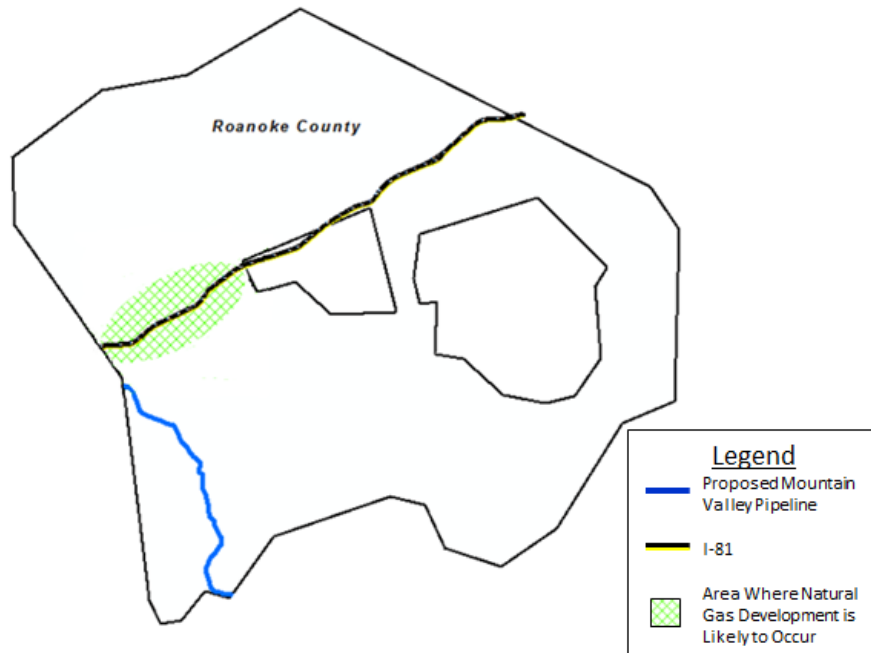 Roanoke County
Legend
Proposed Mountain
Valley Pipeline
I-81
Area Where Natural
Gas Development is
Likely to Occur